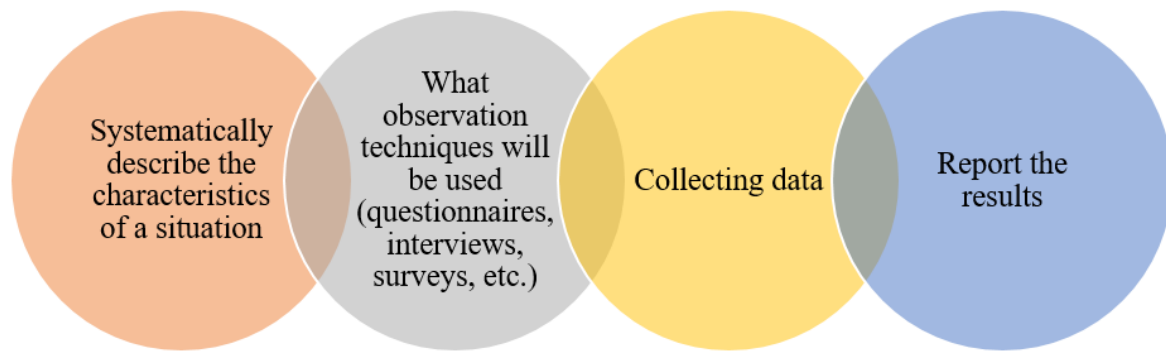 Systematically
describe the
characteristics
of a situation
What
observation
techniques will
be used
(questionnaires,
interviews,
surveys, etc.)
Collecting data
Report the
results